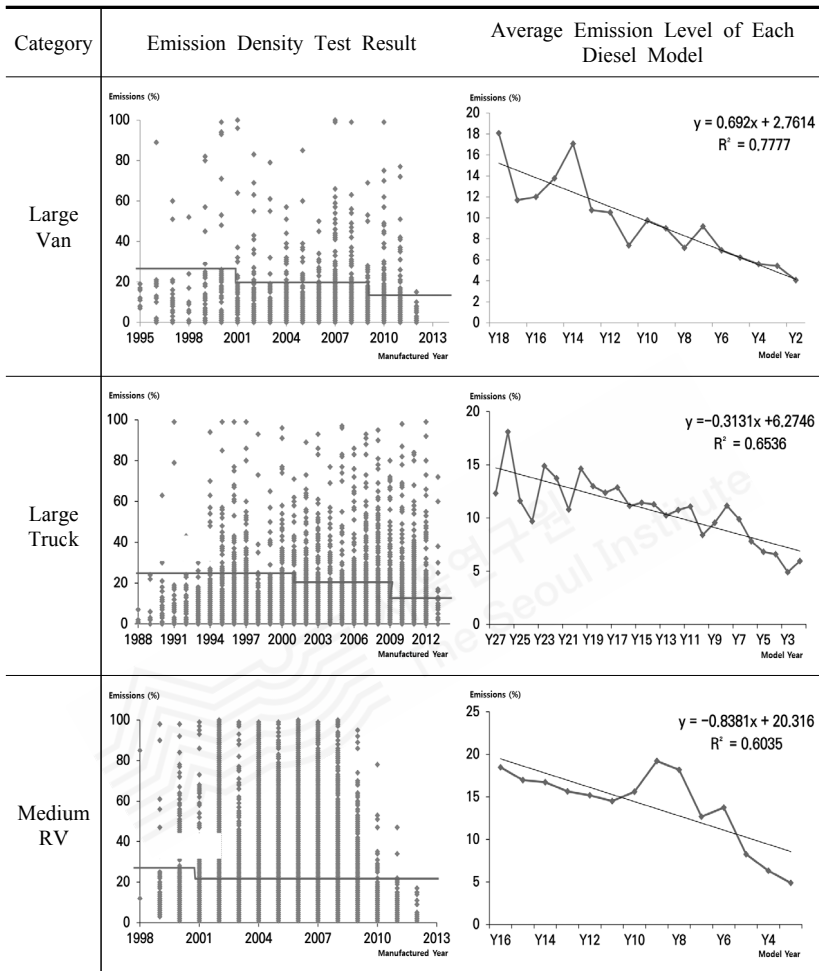 Category
Emission Density Test Result
Average Emission Level of Each
Diesel Model
Large
Van
Emissions (%)
100
80
60
40
20
0
1995 1998 2001 2004 2007 2010 2013
Manufactured Year
Emissions (%)
20
18
16
14
12
10
8
6
4
2
0
y = 0.692x + 2.7614
R² = 0.7777
Y18 Y16 Y14 Y12 Y10 Y8 Y6 Y4 Y2
Model Year
Large
Truck
Emissions (%)
100
80
60
40
20
0
1988 1991 1994 1997 2000 2003 2006 2009 2012
Manufactured Year
Emissions (%)
20
15
10
5
0
y =-0.3131x +6.2746
R² = 0.6536
Y27 Y25 Y23 Y21 Y19 Y17 Y15 Y13 Y11 Y9 Y7 Y5 Y3
Model Year
Medium
RV
Emissions (%)
100
80
60
40
20
0
1998 2001 2004 2007 2010 2013
Manufactured Year
Emissions (%)
25
20
15
10
5
0
y = -0.8381x + 20.316
R² = 0.6035
Y16 Y14 Y12 Y10 Y8 Y6 Y4
Model Year
The Seoul Institute